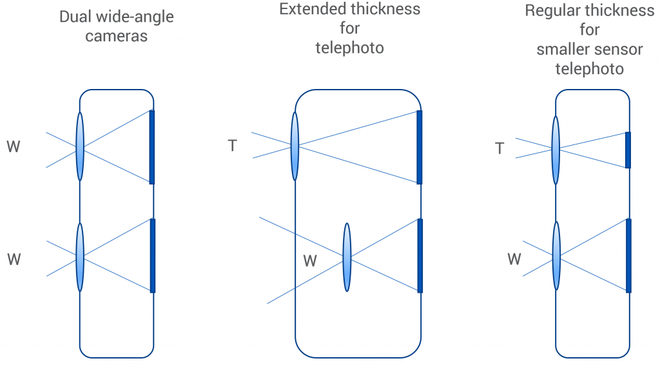 Dual wide-angle
cameras
Extended thickness
for
telephoto
Regular thickness
for
smaller sensor
telephoto
W
W
T
W
T
W